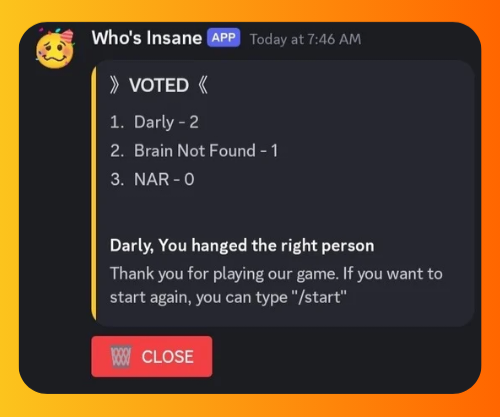 Who's Insane APP Today at 7:46 AM
》 VOTED 《
1. Darly - 2
2. Brain Not Found - 1
3. NAR - 0
Darly, You hanged the right person
Thank you for playing our game. If you want to
start again, you can type "/start"
CLOSE